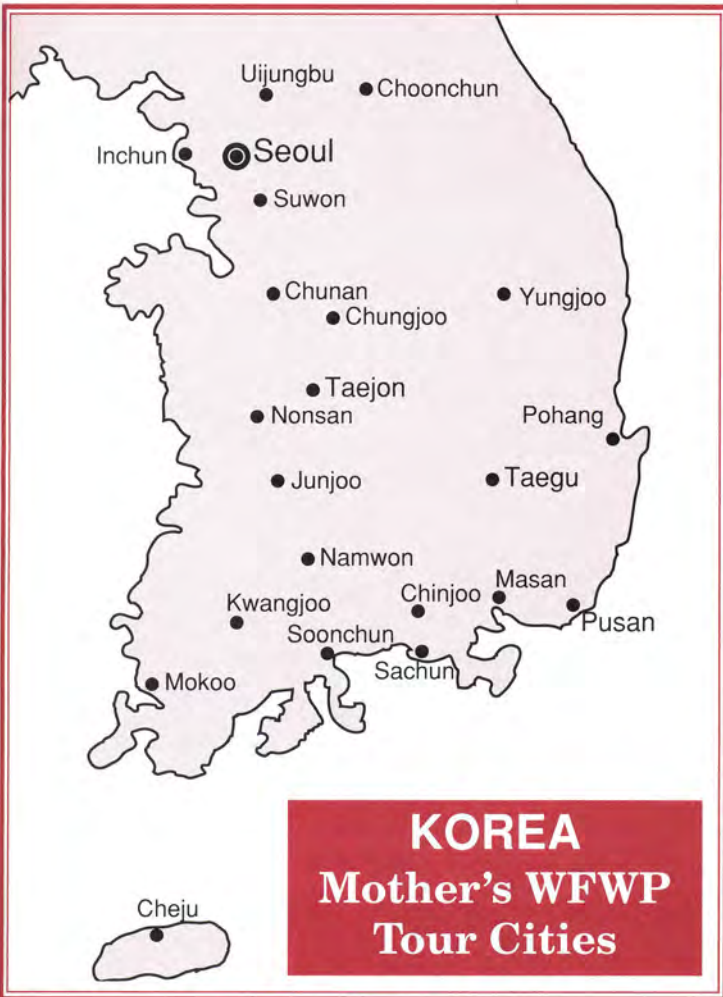 Uijungbu
Choonchun
Inchun
Seoul
Suwon
Chunan
Yungjoo
Chungjoo
Taejon
Nonsan
Pohang
Junjoo
Taegu
Namwon
Masan
Chinjoo
Kwangjoo
Pusan
Soonchun
Sachun
Mokoo
KOREA
Mother's WFWP
Tour Cities
Cheju